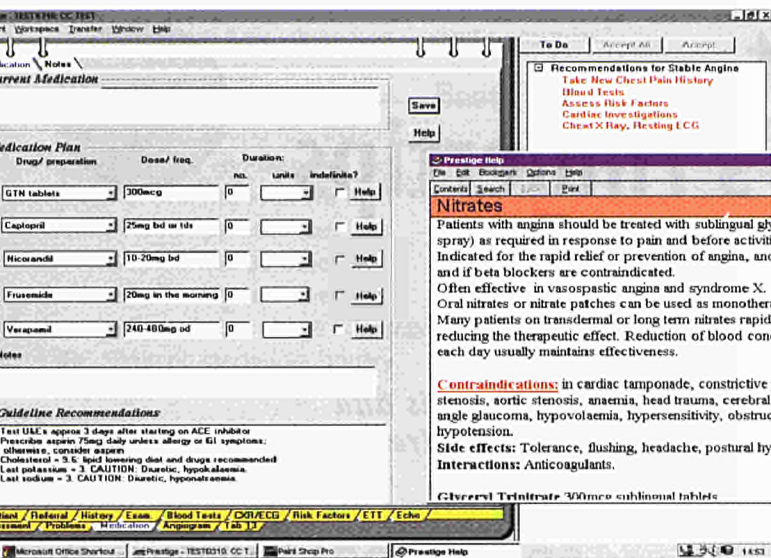 TEST
Workspace Transfer Window Help
Notes
Current Medication
Save
Help
Medication Plan
Drug/ preparation Dose/ freq. Duration:
no. units indefinite?
GTN tablets 300mcg 0 Help
Captopril 25mg bd or tds 0 Help
Nicorandil 10-20mg bd 0 Help
Frusemide 20mg in the morning 0 Help
Verapamil 240-480mg od 0 Help
Notes
Guideline Recommendations
Test U&Es approx 3 days after starting on ACE inhibitor
Prescribe aspirin 75mg daily unless allergy or GI symptoms;
otherwise, consider aspirin
Cholesterol = 9.6: lipid lowering diet and drugs recommended
Last potassium = 3. CAUTION: Diuretic, hypokalaemia.
Last sodium = 3. CAUTION: Diuretic, hyponatraemia.
Referral / History / Exam. / Blood Tests / CXR/ECG / Risk Factors / ETT / Echo /
Problems Medication / Angiogram / Tab 13
To Do Accept All Accept
Recommendations for Stable Angina
Take New Chest Pain History
Blood Tests
Assess Risk Factors
Cardiac Investigations
Chest X Ray, Resting ECG
Prestige Help
File Edit Bookmark Options Help
Contents Search Back Print
Nitrates
Patients with angina should be treated with sublingual gly
spray) as required in response to pain and before activiti
Indicated for the rapid relief or prevention of angina, and
and if beta blockers are contraindicated.
Often effective in vasospastic angina and syndrome X.
Oral nitrates or nitrate patches can be used as monother
Many patients on transdermal or long term nitrates rapid
reducing the therapeutic effect. Reduction of blood conc
each day usually maintains effectiveness.
Contraindications: in cardiac tamponade, constrictive
stenosis, aortic stenosis, anaemia, head trauma, cerebral
angle glaucoma, hypovolaemia, hypersensitivity, obstruc
hypotension.
Side effects: Tolerance, flushing, headache, postural hy
Interactions: Anticoagulants.
Glyceryl Trinitrate 300mcg sublingual tablets
Microsoft Office Shortcut Prestige - TESTB310: CC T... Paint Shop Pro Prestige Help 14:53